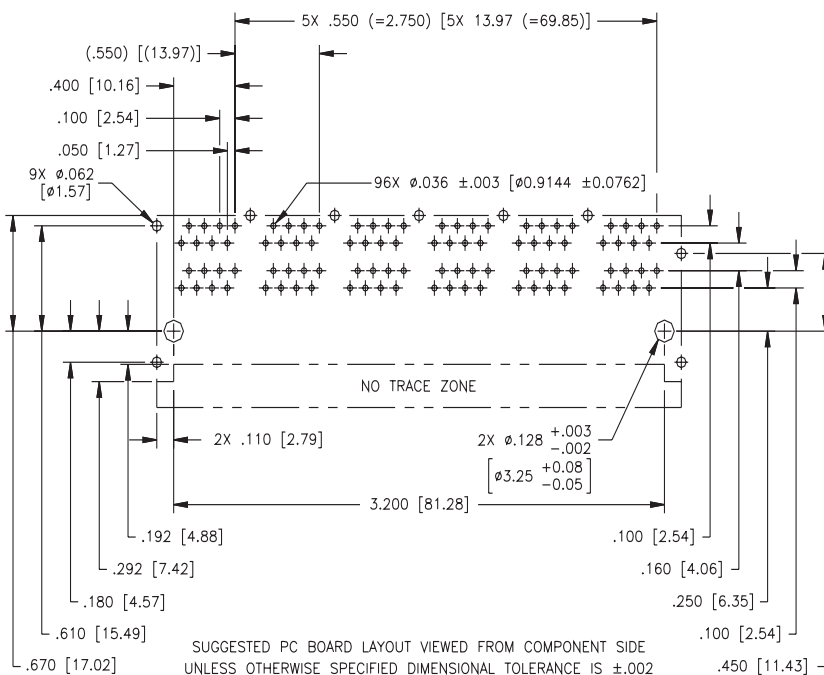 5X .550 (=2.750) [5X 13.97 (=69.85)]
(.550) [(13.97)]
.400 [10.16]
.100 [2.54]
.050 [1.27]
9X ø.062
[ø1.57]
96X ø.036 ±.003 [ø0.9144 ±0.0762]
NO TRACE ZONE
2X .110 [2.79]
2X ø.128 +.003
-.002
[ø3.25 +0.08
-0.05]
3.200 [81.28]
.192 [4.88]
.100 [2.54]
.292 [7.42]
.160 [4.06]
.180 [4.57]
.250 [6.35]
.610 [15.49]
.100 [2.54]
.670 [17.02]
.450 [11.43]
SUGGESTED PC BOARD LAYOUT VIEWED FROM COMPONENT SIDE
UNLESS OTHERWISE SPECIFIED DIMENSIONAL TOLERANCE IS ±.002